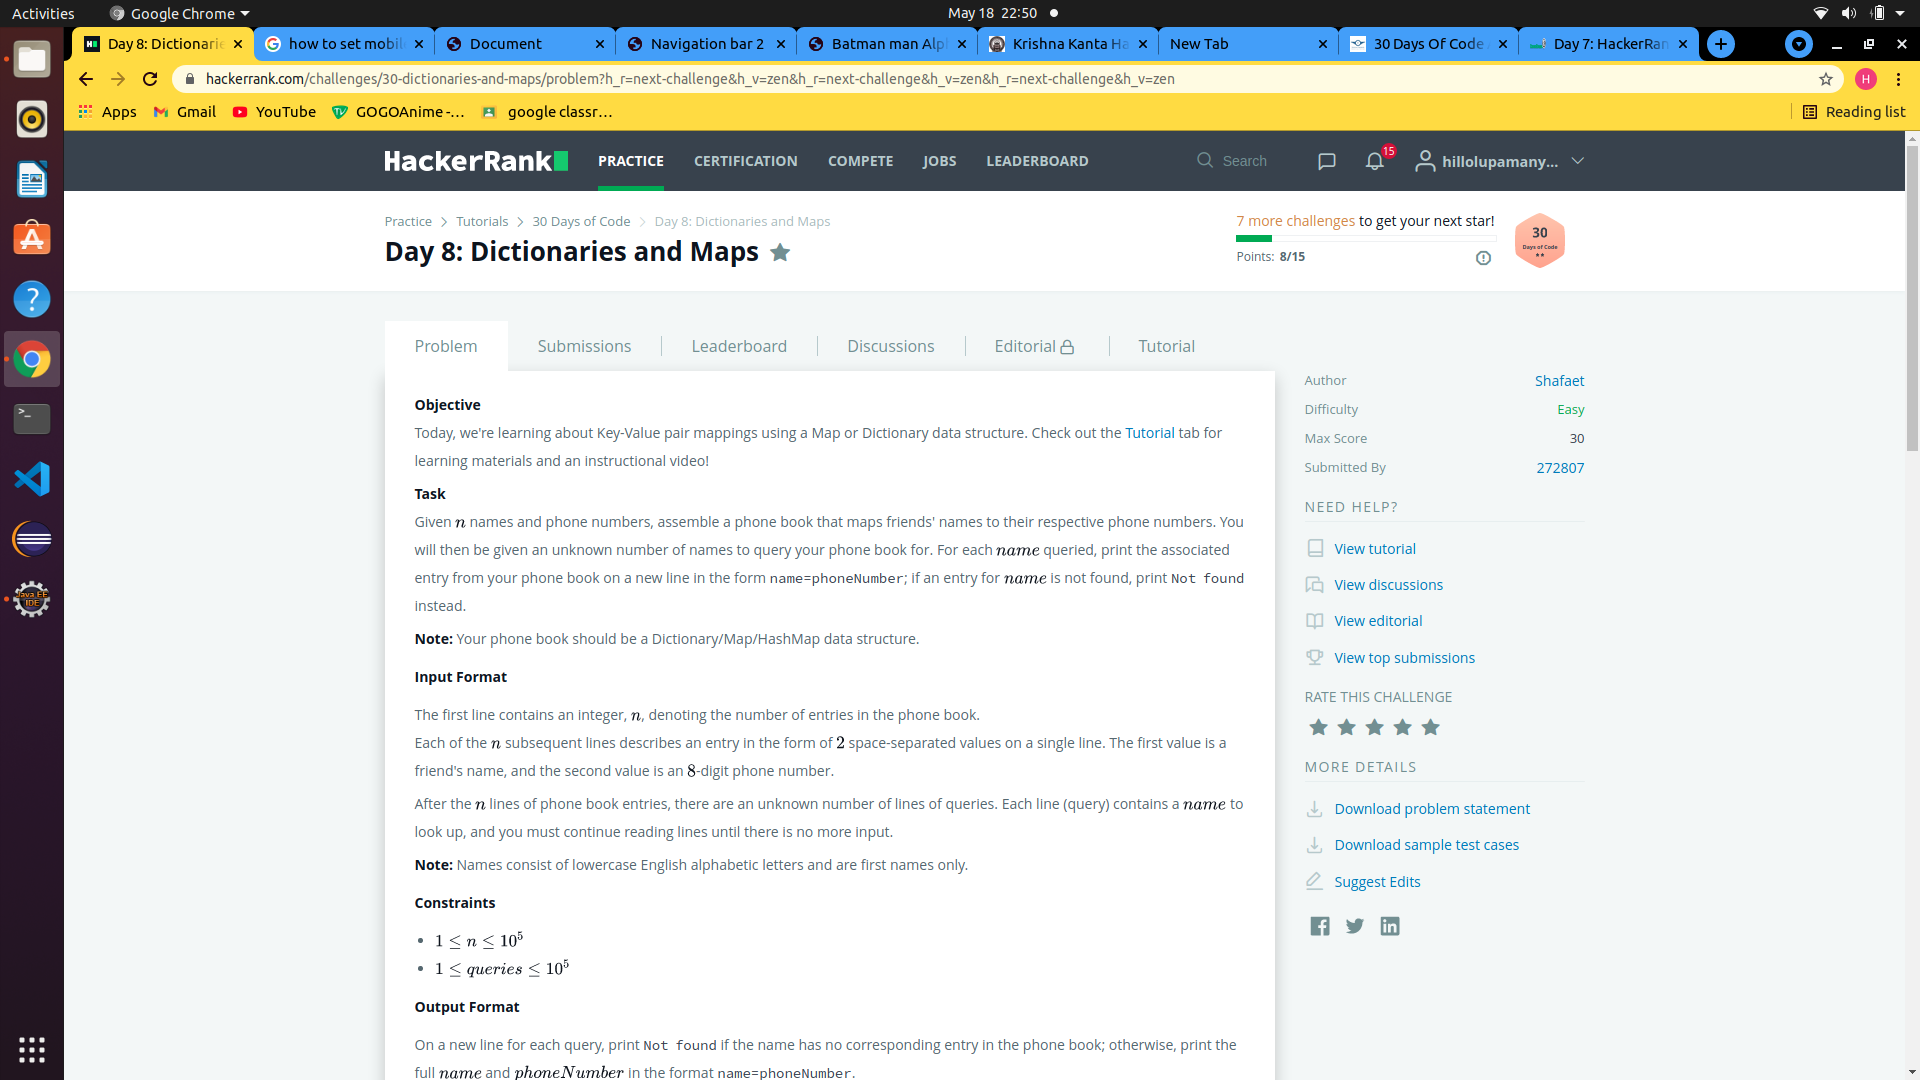 Activities Google Chrome May 18 22:50
Day 8: Dictionarie how to set mobil Document Navigation bar 2 Batman man Alp Krishna Kanta Ha New Tab 30 Days Of Code Day 7: HackerRan
hackerrank.com/challenges/30-dictionaries-and-maps/problem?h_r=next-challenge&h_v=zen&h_r=next-challenge&h_v=zen&h_r=next-challenge&h_v=zen H
Apps Gmail YouTube GOGOAnime -... google classr... Reading list
HackerRank PRACTICE CERTIFICATION COMPETE JOBS LEADERBOARD Search 15 hillolupamany...
Practice Tutorials 30 Days of Code Day 8: Dictionaries and Maps
Day 8: Dictionaries and Maps
7 more challenges to get your next star!
Points: 8/15
30
Days of Code
Problem Submissions Leaderboard Discussions Editorial Tutorial
Objective
Today, we're learning about Key-Value pair mappings using a Map or Dictionary data structure. Check out the Tutorial tab for
learning materials and an instructional video!
Task
Given n names and phone numbers, assemble a phone book that maps friends' names to their respective phone numbers. You
will then be given an unknown number of names to query your phone book for. For each name queried, print the associated
entry from your phone book on a new line in the form name=phoneNumber; if an entry for name is not found, print Not found
instead.
Note: Your phone book should be a Dictionary/Map/HashMap data structure.
Input Format
The first line contains an integer, n, denoting the number of entries in the phone book.
Each of the n subsequent lines describes an entry in the form of 2 space-separated values on a single line. The first value is a
friend's name, and the second value is an 8-digit phone number.
After the n lines of phone book entries, there are an unknown number of lines of queries. Each line (query) contains a name to
look up, and you must continue reading lines until there is no more input.
Note: Names consist of lowercase English alphabetic letters and are first names only.
Constraints
• 1 ≤ n ≤ 10⁵
• 1 ≤ queries ≤ 10⁵
Output Format
On a new line for each query, print Not found if the name has no corresponding entry in the phone book; otherwise, print the
full name and phoneNumber in the format name=phoneNumber.
Author Shafaet
Difficulty Easy
Max Score 30
Submitted By 272807
NEED HELP?
View tutorial
View discussions
View editorial
View top submissions
RATE THIS CHALLENGE
MORE DETAILS
Download problem statement
Download sample test cases
Suggest Edits
Java EE
IDE